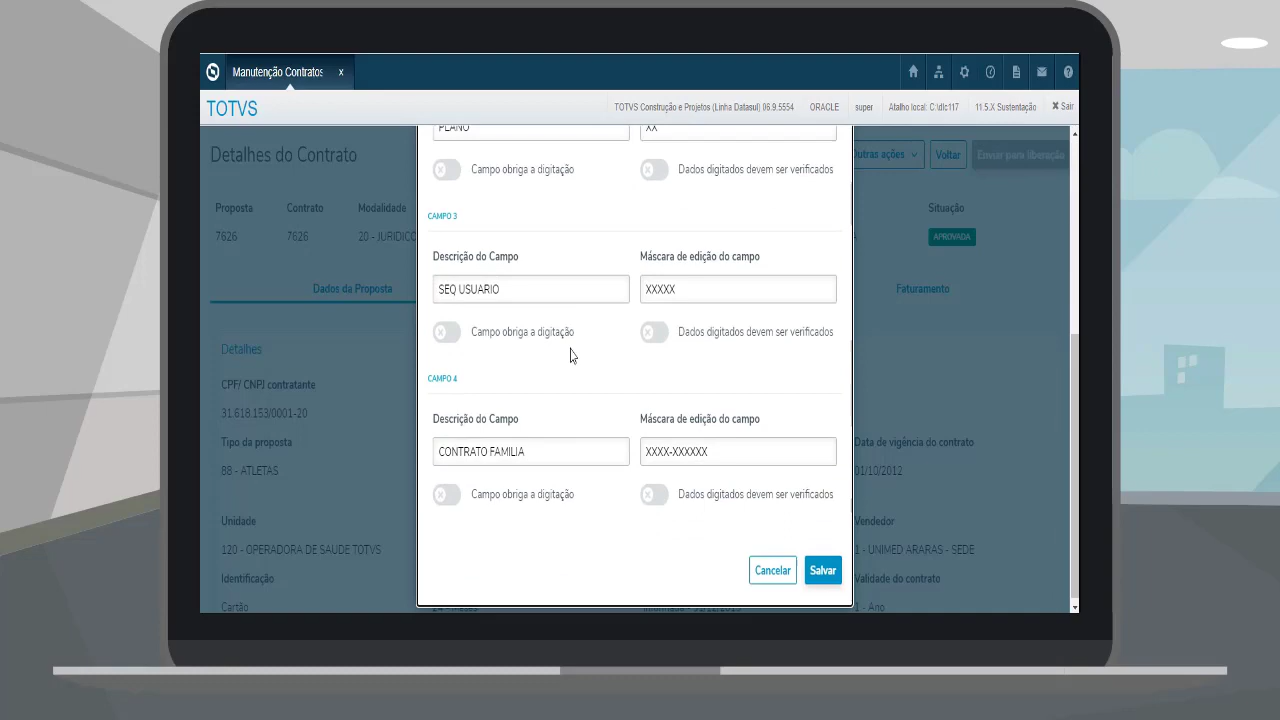 Manutenção Contratos x
TOTVS
TOTVS Construção e Projetos (Linha Datasul) 06.9.5554 ORACLE super Atalho local: C:\dlc117 11.5.X Sustentação Sair
Detalhes do Contrato
Outras ações Voltar Enviar para liberação
PLANO XX
Campo obriga a digitação Dados digitados devem ser verificados
Proposta Contrato Modalidade Situação
7626 7626 20 - JURIDICO APROVADA
CAMPO 3
Descrição do Campo Máscara de edição do campo
SEQ USUARIO XXXXX
Dados da Proposta Faturamento
Campo obriga a digitação Dados digitados devem ser verificados
Detalhes
CAMPO 4
CPF/ CNPJ contratante
31.618.153/0001-20
Descrição do Campo Máscara de edição do campo
CONTRATO FAMILIA XXXX-XXXXXX
Tipo da proposta Data de vigência do contrato
88 - ATLETAS 01/10/2012
Campo obriga a digitação Dados digitados devem ser verificados
Unidade Vendedor
120 - OPERADORA DE SAUDE TOTVS 1 - UNIMED ARARAS - SEDE
Cancelar Salvar
Identificação Validade do contrato
Cartão 1 - Ano